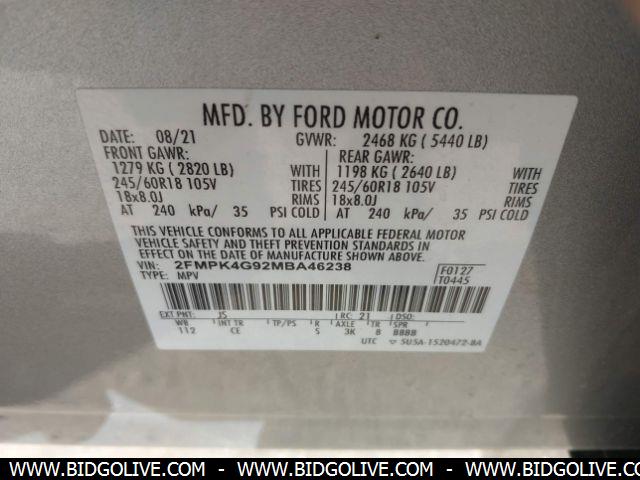 MFD. BY FORD MOTOR CO.
DATE: 08/21 GVWR: 2468 KG ( 5440 LB)
FRONT GAWR: REAR GAWR:
1279 KG ( 2820 LB) WITH 1198 KG ( 2640 LB) WITH
245/60R18 105V TIRES 245/60R18 105V TIRES
18x8.0J RIMS 18x8.0J RIMS
AT 240 kPa/ 35 PSI COLD AT 240 kPa/ 35 PSI COLD
THIS VEHICLE CONFORMS TO ALL APPLICABLE FEDERAL MOTOR
VEHICLE SAFETY AND THEFT PREVENTION STANDARDS IN
EFFECT ON THE DATE OF MANUFACTURE SHOWN ABOVE.
VIN: 2FMPK4G92MBA46238 F0127
TYPE: MPV T0445
EXT PNT: JS RC: 21 DSO:
WB INT TR TP/PS R AXLE TR SPR
112 CE S 3K 8 BBBB
UTC ▽ 5U5A-1520472-BA
WWW.BIDGOLIVE.COM - WWW.BIDGOLIVE.COM - WWW.BIDGOLIVE.COM